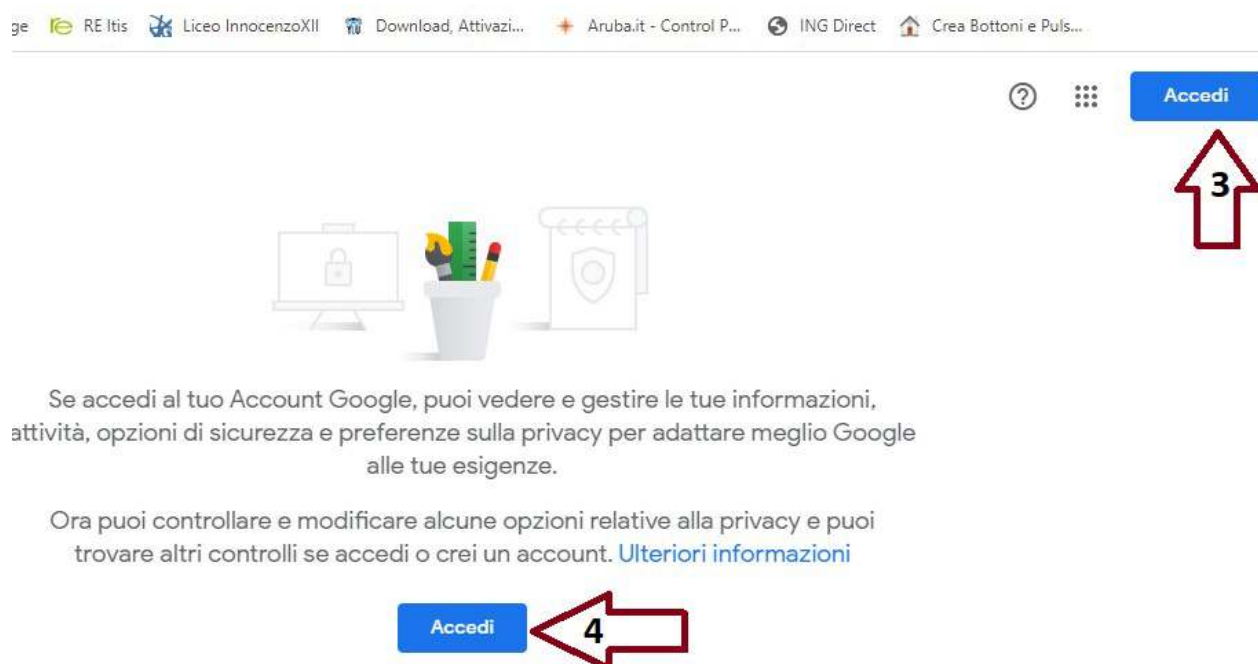 ge RE Itis Liceo InnocenzoXII Download, Attivazi... Aruba.it - Control P... ING Direct Crea Bottoni e Puls...
Accedi
3
Se accedi al tuo Account Google, puoi vedere e gestire le tue informazioni,
attività, opzioni di sicurezza e preferenze sulla privacy per adattare meglio Google
alle tue esigenze.
Ora puoi controllare e modificare alcune opzioni relative alla privacy e puoi
trovare altri controlli se accedi o crei un account. Ulteriori informazioni
Accedi 4